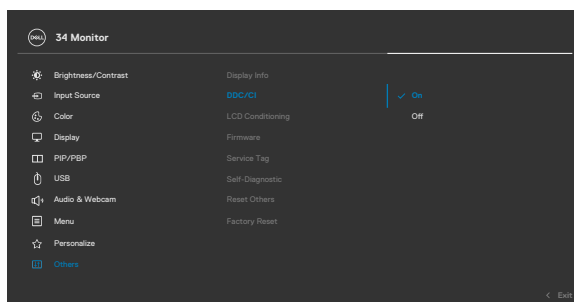 DELL 34 Monitor
Brightness/Contrast Display Info
Input Source DDC/CI On
Color LCD Conditioning Off
Display Firmware
PIP/PBP Service Tag
USB Self-Diagnostic
Audio & Webcam Reset Others
Menu Factory Reset
Personalize
Others
< Exit